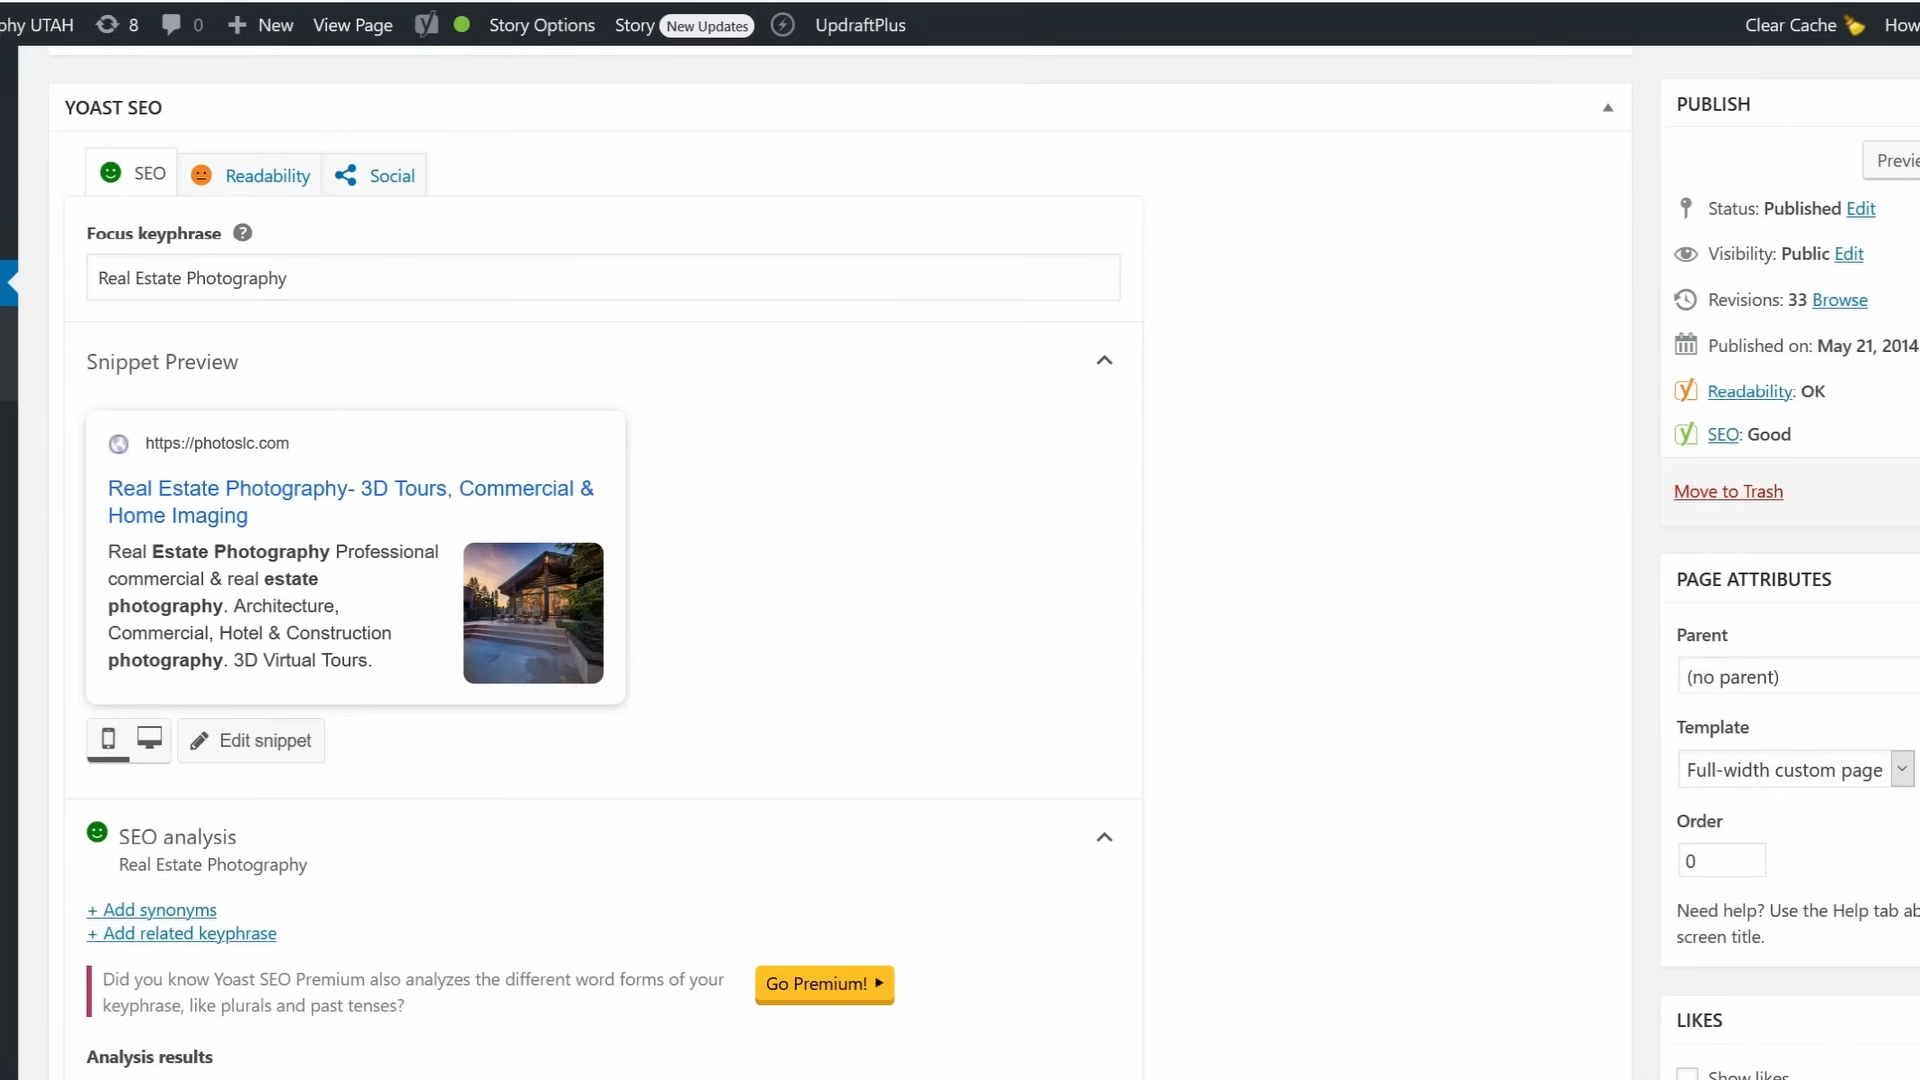 phy UTAH 8 0 New View Page Story Options Story New Updates UpdraftPlus Clear Cache How
YOAST SEO
SEO Readability Social
Focus keyphrase ?
Real Estate Photography
Snippet Preview
https://photoslc.com
Real Estate Photography- 3D Tours, Commercial &
Home Imaging
Real Estate Photography Professional
commercial & real estate
photography. Architecture,
Commercial, Hotel & Construction
photography. 3D Virtual Tours.
Edit snippet
SEO analysis
Real Estate Photography
+ Add synonyms
+ Add related keyphrase
Did you know Yoast SEO Premium also analyzes the different word forms of your
keyphrase, like plurals and past tenses?
Go Premium!
Analysis results
PUBLISH
Previe
Status: Published Edit
Visibility: Public Edit
Revisions: 33 Browse
Published on: May 21, 2014
Readability: OK
SEO: Good
Move to Trash
PAGE ATTRIBUTES
Parent
(no parent)
Template
Full-width custom page
Order
0
Need help? Use the Help tab ab
screen title.
LIKES
Show likes